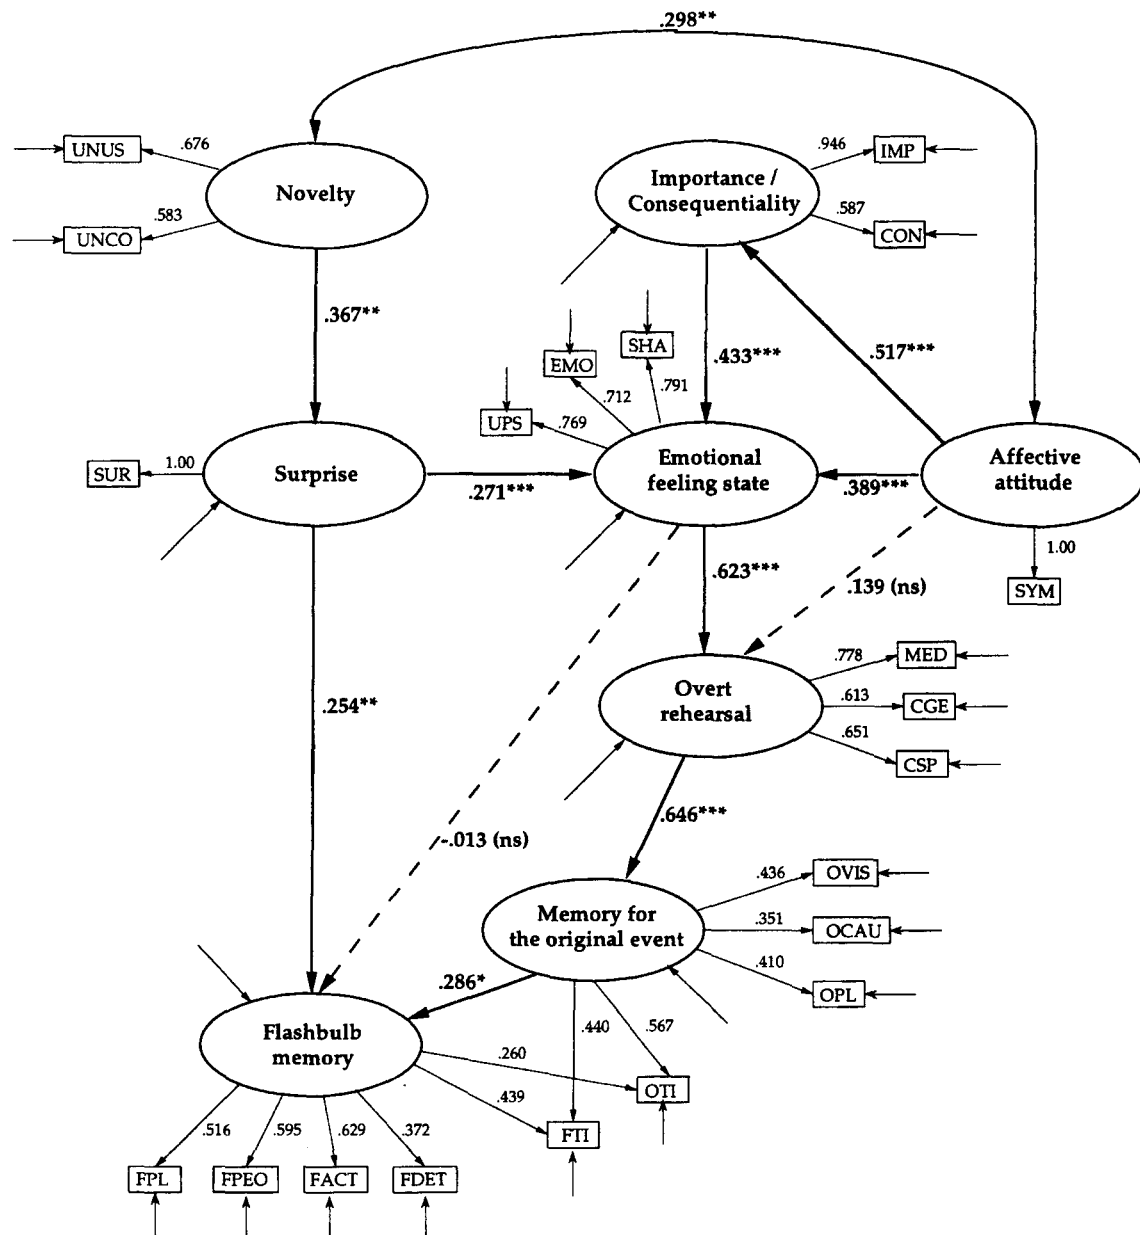 .298**
UNUS
.676
Novelty
.583
UNCO
Importance /
Consequentiality
.946
IMP
.587
CON
.367**
SHA
EMO
.433***
.517***
.791
.712
UPS
.769
SUR
1.00
Surprise
.271***
Emotional
feeling state
.389***
Affective
attitude
1.00
SYM
.623***
.139 (ns)
.254**
Overt
rehearsal
.778
MED
.613
CGE
.651
CSP
.646***
-.013 (ns)
.436
OVIS
Memory for
the original event
.351
OCAU
.410
OPL
.286*
.440
.567
Flashbulb
memory
.260
OTI
.439
FTI
.516
.595
.629
.372
FPL
FPEO
FACT
FDET